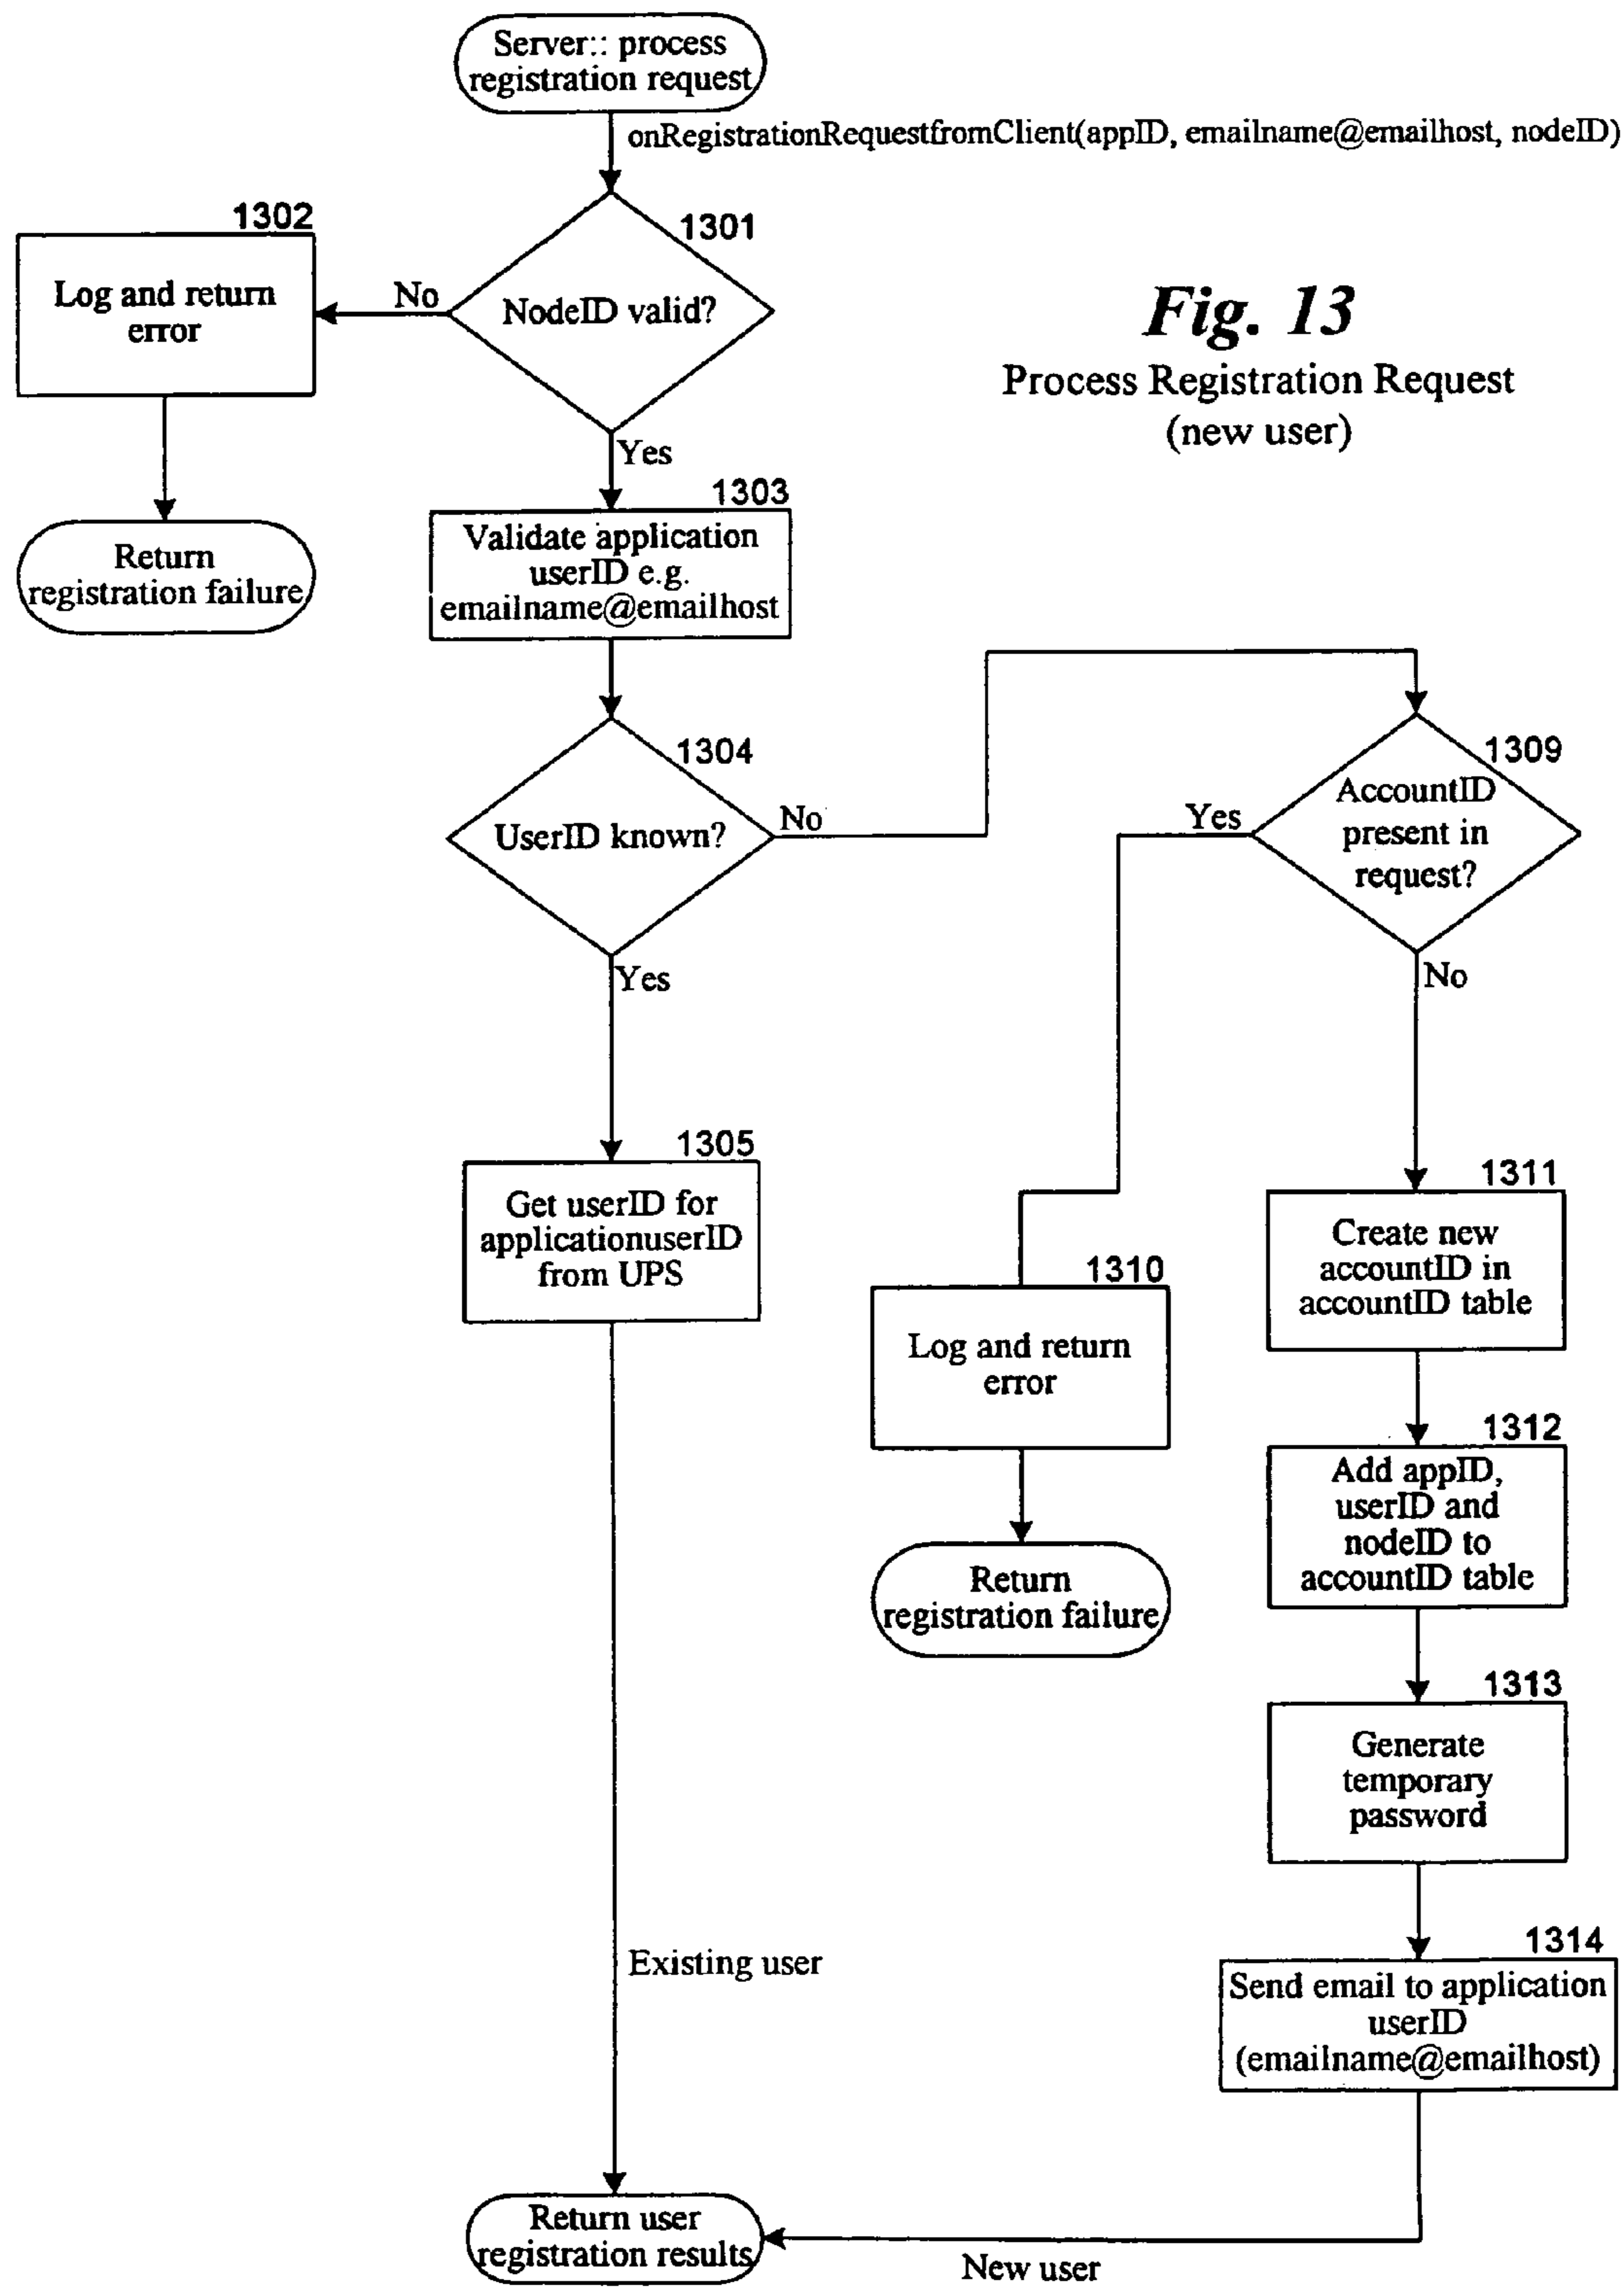 Server:: process
registration request
onRegistrationRequestfromClient(appID, emailname@emailhost, nodeID)
1302
Log and return
error
No
1301
NodeID valid?
Fig. 13
Process Registration Request
(new user)
Yes
Return
registration failure
1303
Validate application
userID e.g.
emailname@emailhost
1304
UserID known?
No
Yes
1309
AccountID
present in
request?
Yes
No
1305
Get userID for
applicationuserID
from UPS
1310
Log and return
error
Return
registration failure
1311
Create new
accountID in
accountID table
1312
Add appID,
userID and
nodeID to
accountID table
1313
Generate
temporary
password
1314
Send email to application
userID
(emailname@emailhost)
Existing user
Return user
registration results
New user